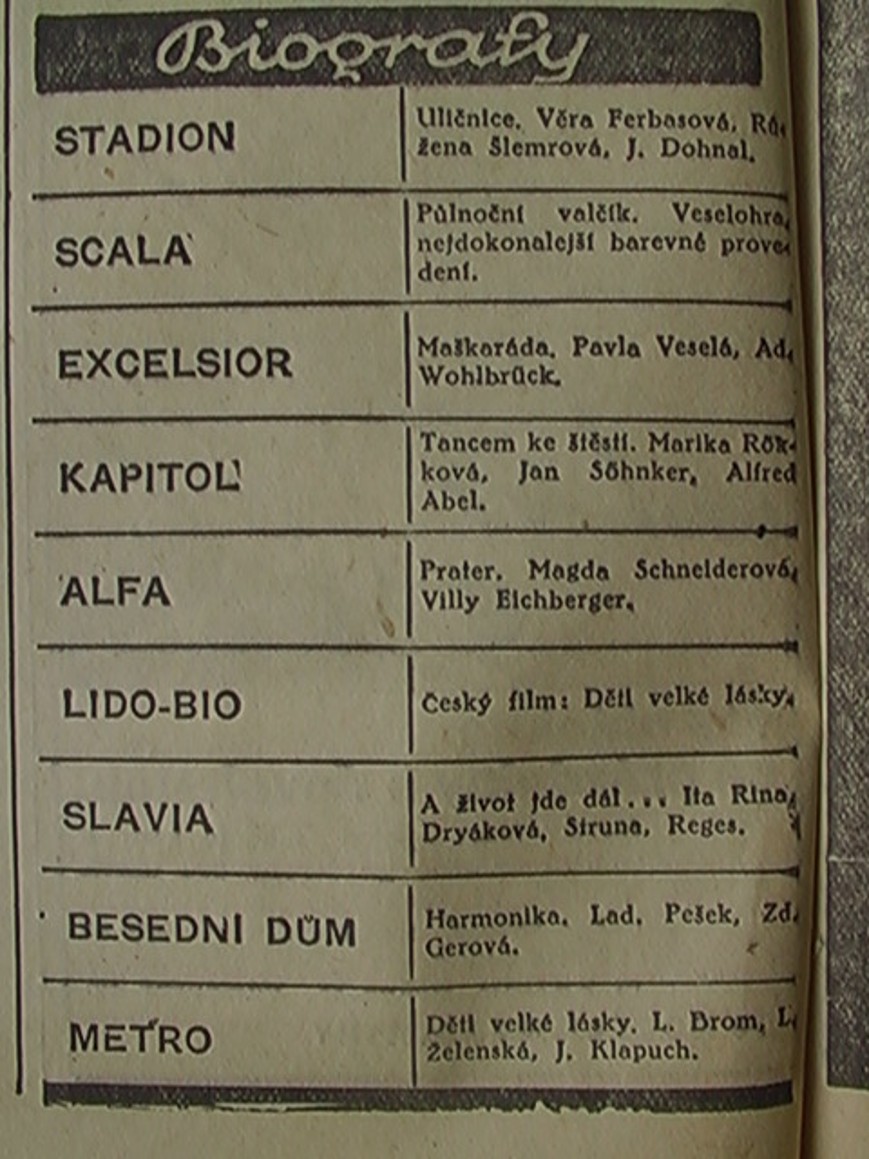 Biografy
STADION
Uličnice. Věra Ferbasová, Rů-
žena Šlemrová, J. Dohnal.
SCALA
Půlnoční valčík. Veselohra,
nejdokonalejší barevné prove-
dení.
EXCELSIOR
Maškaráda. Pavla Veselá, Ad.
Wohlbrück.
KAPITOL
Tancem ke štěstí. Marika Rök-
ková, Jan Söhnker, Alfred
Abel.
ALFA
Prater. Magda Schneiderová,
Villy Eichberger.
LIDO-BIO
Český film: Děti velké lásky.
SLAVIA
A život jde dál... Ita Rina,
Dryáková, Struna, Reges.
BESEDNÍ DŮM
Harmonika. Lad. Pešek, Zd.
Gerová.
METRO
Děti velké lásky. L. Brom, L.
Zelenská, J. Klapuch.